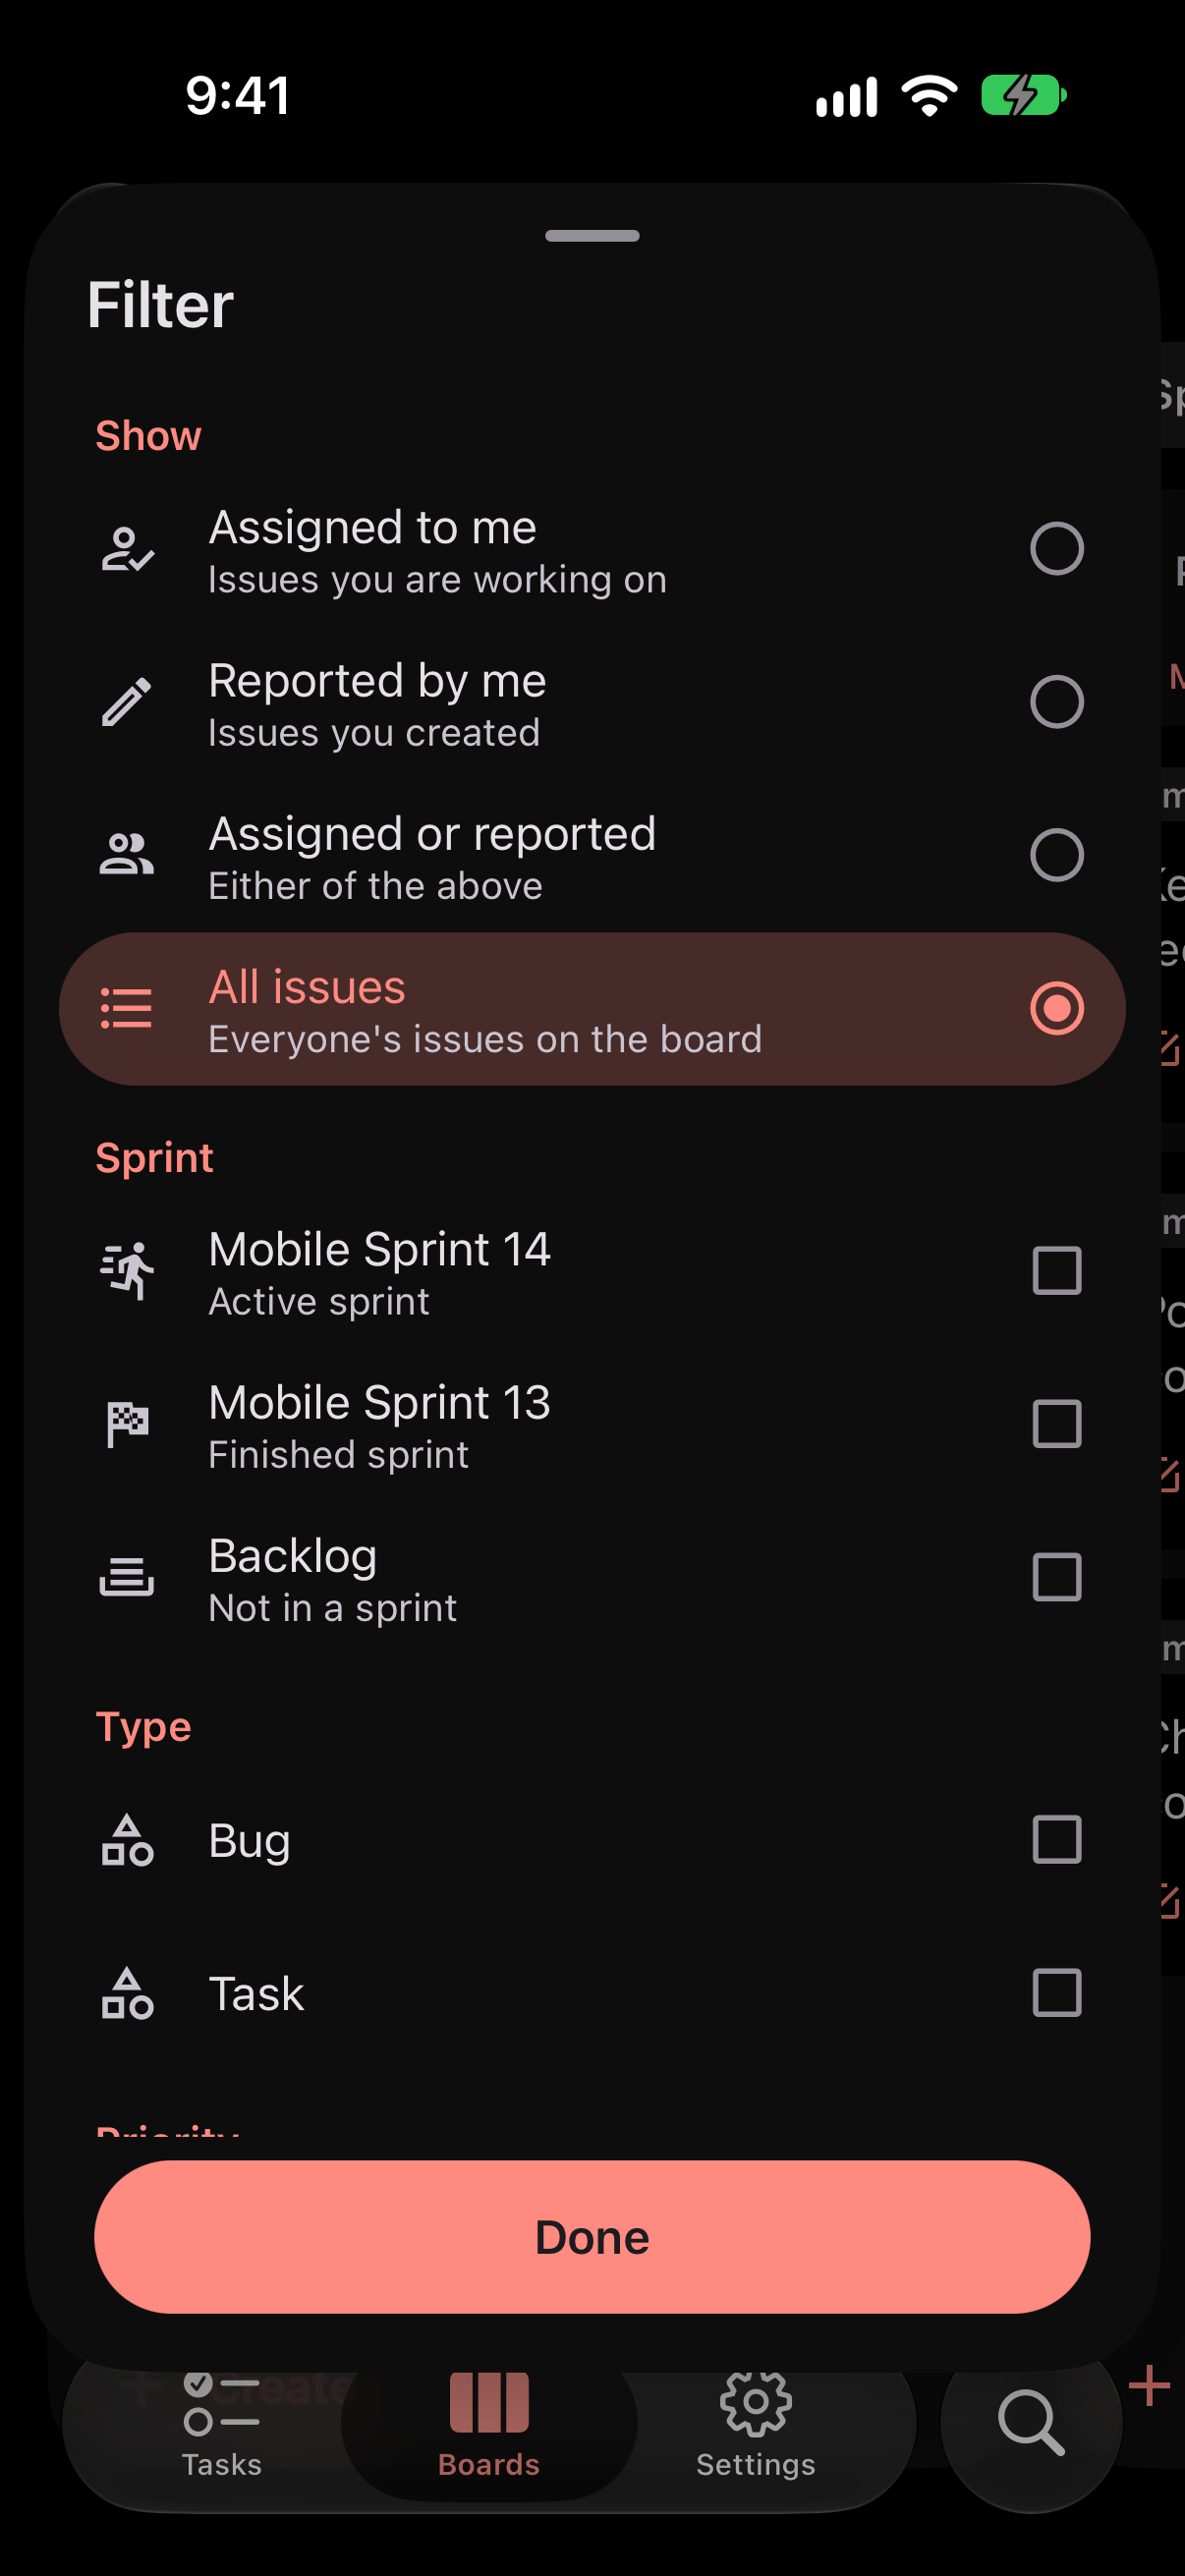 9:41
Filter
Show
Assigned to me
Issues you are working on
Reported by me
Issues you created
Assigned or reported
Either of the above
All issues
Everyone's issues on the board
Sprint
Mobile Sprint 14
Active sprint
Mobile Sprint 13
Finished sprint
Backlog
Not in a sprint
Type
Bug
Task
Priority
Done
Create
Tasks
Boards
Settings